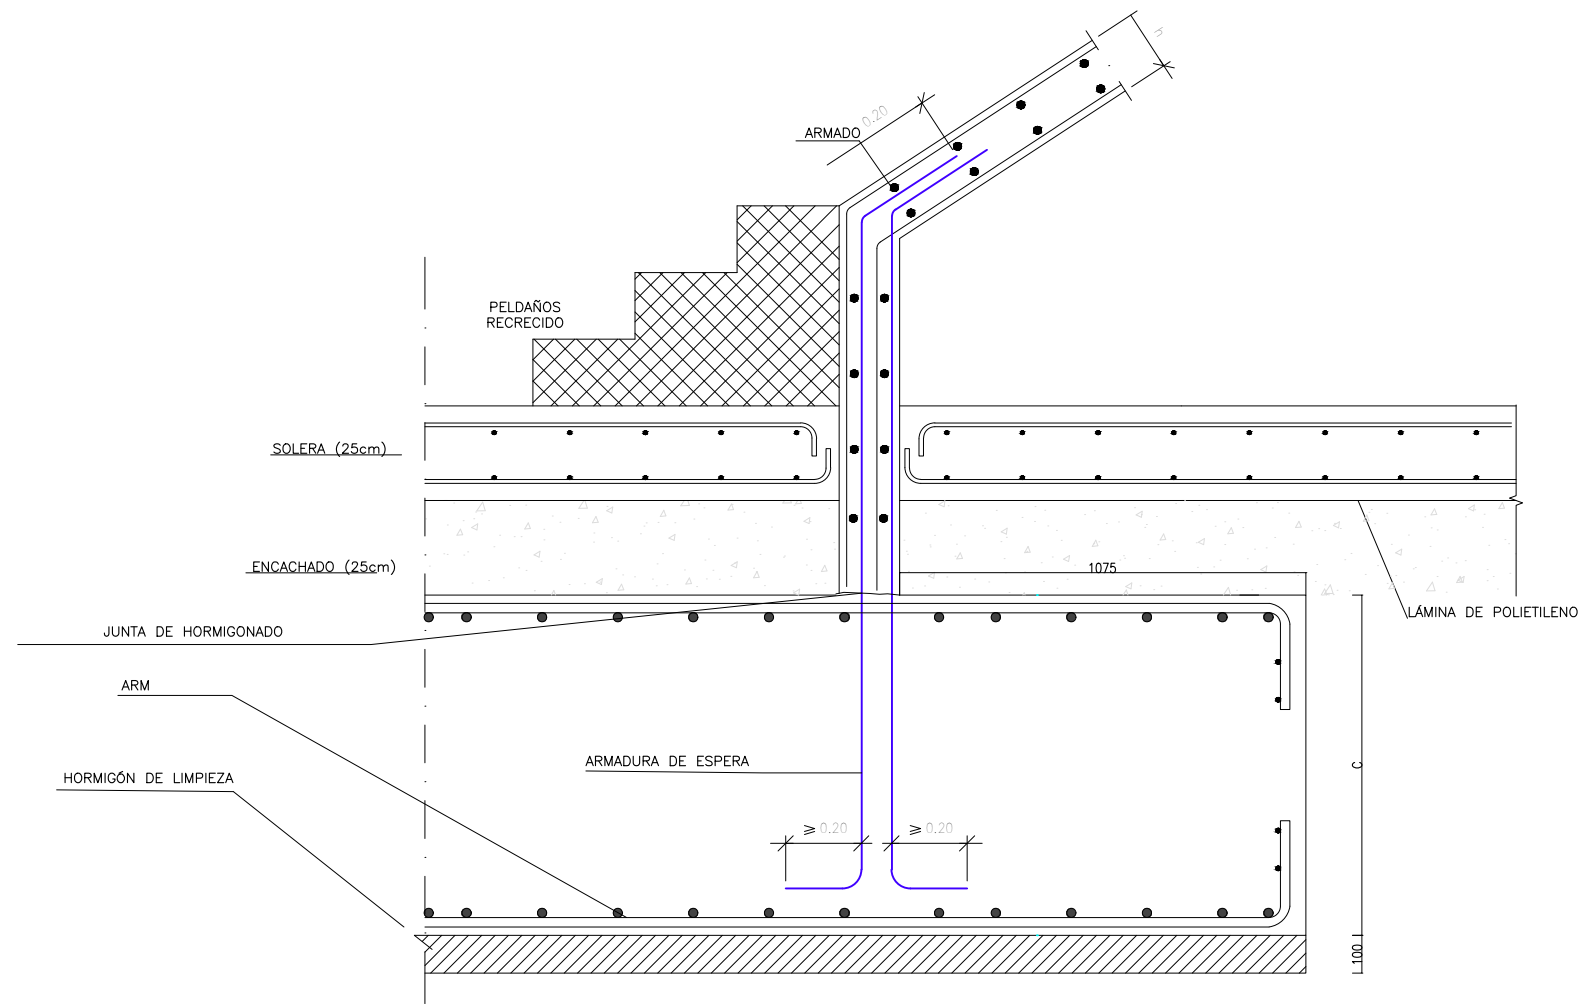 h
0.20
ARMADO
PELDAÑOS
RECRECIDO
SOLERA (25cm)
ENCACHADO (25cm)
1075
LÁMINA DE POLIETILENO
JUNTA DE HORMIGONADO
ARM
ARMADURA DE ESPERA
HORMIGÓN DE LIMPIEZA
C
≥ 0.20
≥ 0.20
100